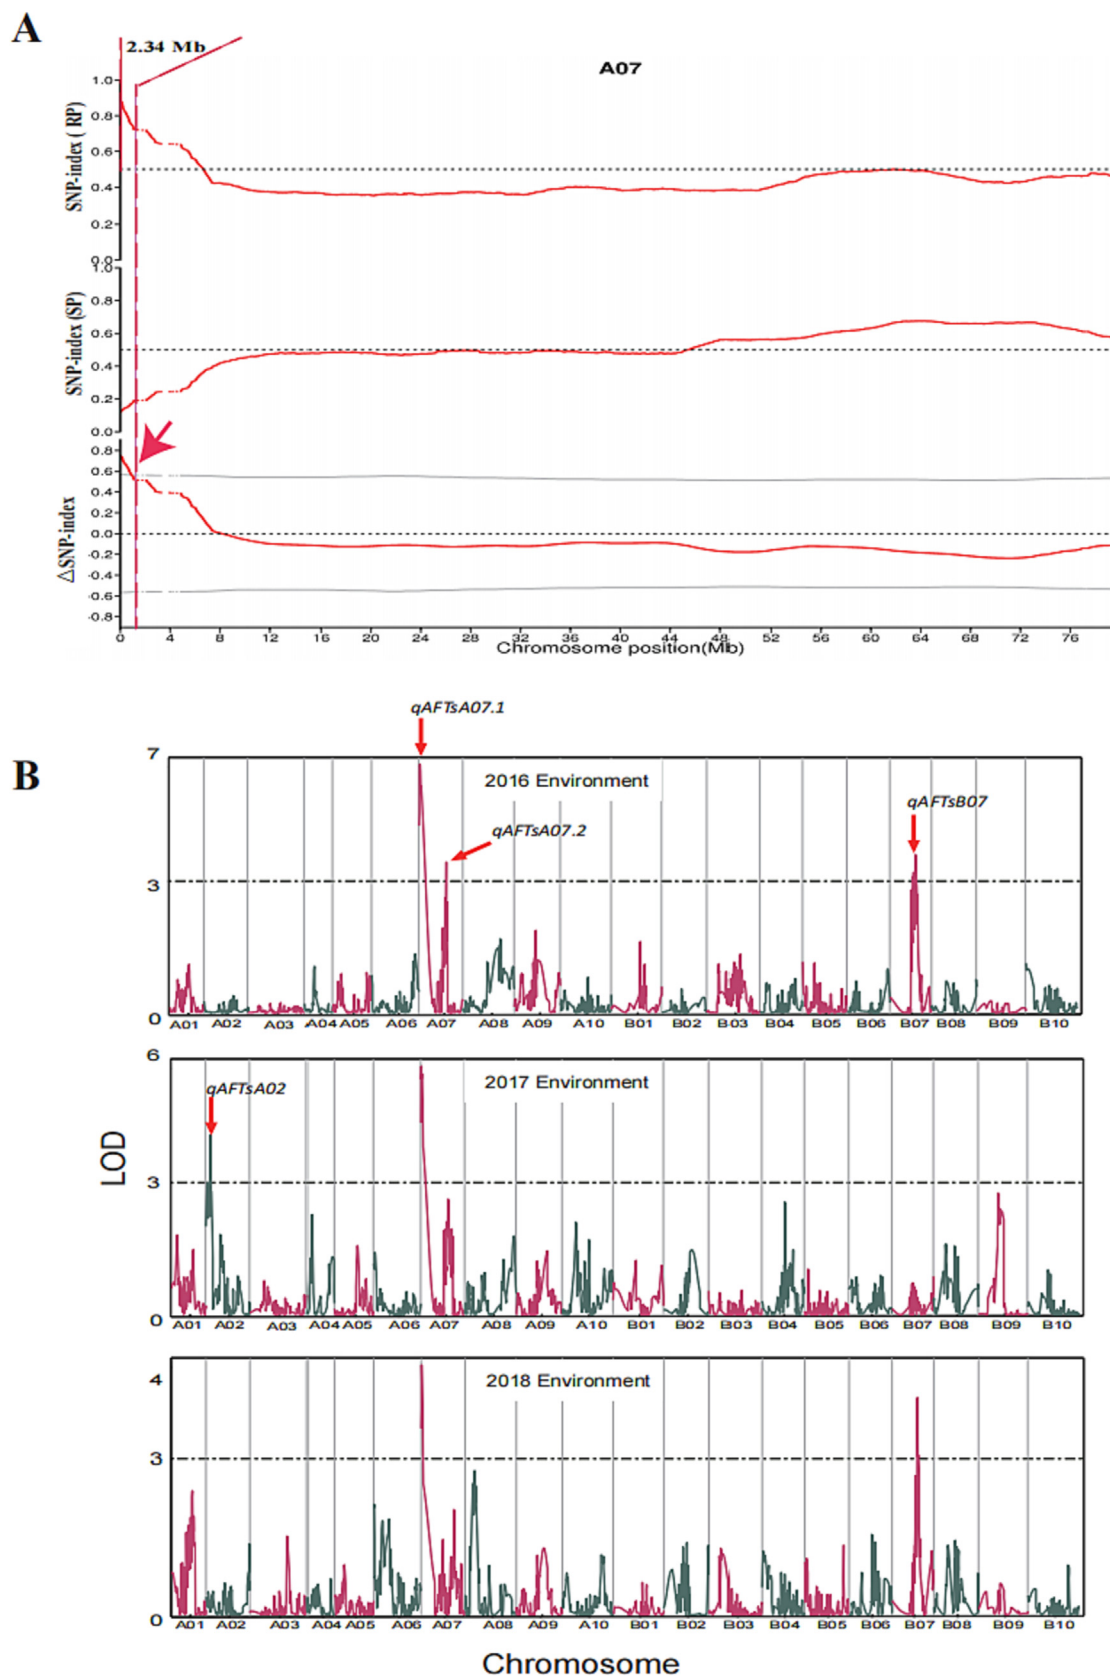 A
2.34 Mb
A07
SNP-index ( RP)
1.0
0.8
0.6
0.4
0.2
0.0
SNP-index (SP)
1.0
0.8
0.6
0.4
0.2
0.0
△SNP-index
0.8
0.6
0.4
0.2
0.0
-0.2
-0.4
-0.6
-0.8
0 4 8 12 16 20 24 28 32 36 40 44 48 52 56 60 64 68 72 76
Chromosome position(Mb)
B
qAFTsA07.1
7
2016 Environment
qAFTsA07.2
qAFTsB07
3
0
A01 A02 A03 A04 A05 A06 A07 A08 A09 A10 B01 B02 B03 B04 B05 B06 B07 B08 B09 B10
6
2017 Environment
qAFTsA02
LOD
3
0
A01 A02 A03 A04 A05 A06 A07 A08 A09 A10 B01 B02 B03 B04 B05 B06 B07 B08 B09 B10
4
2018 Environment
3
0
A01 A02 A03 A04 A05 A06 A07 A08 A09 A10 B01 B02 B03 B04 B05 B06 B07 B08 B09 B10
Chromosome